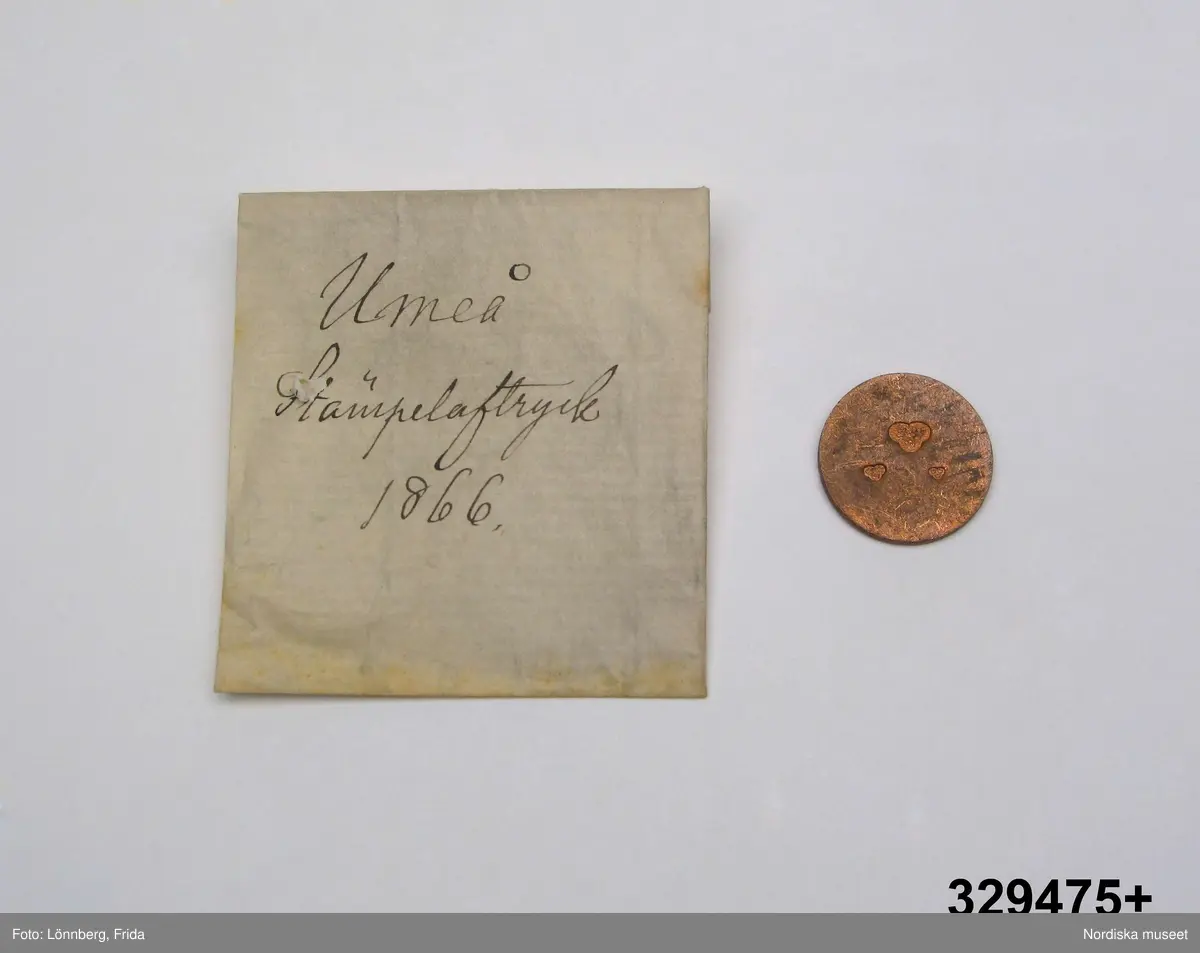 Umeå
Stämpelaftryck
1866.
329475+
Foto: Lönnberg, Frida
Nordiska museet